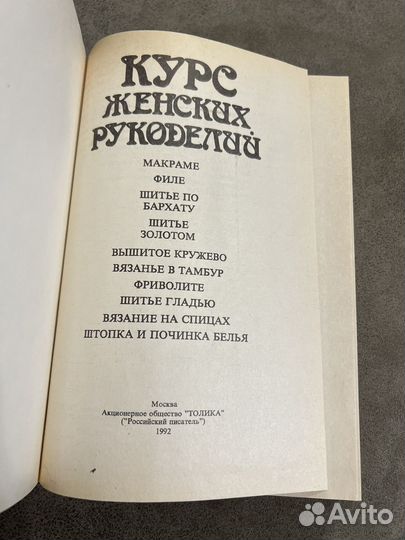 КУРС
ЖЕНСКИХ
РУКОДЕЛИЙ
МАКРАМЕ
ФИЛЕ
ШИТЬЕ ПО
БАРХАТУ
ШИТЬЕ
ЗОЛОТОМ
ВЫШИТОЕ КРУЖЕВО
ВЯЗАНЬЕ В ТАМБУР
ФРИВОЛИТЕ
ШИТЬЕ ГЛАДЬЮ
ВЯЗАНИЕ НА СПИЦАХ
ШТОПКА И ПОЧИНКА БЕЛЬЯ
Москва
Акционерное общество "ТОЛИКА"
("Российский писатель")
1992
Avito